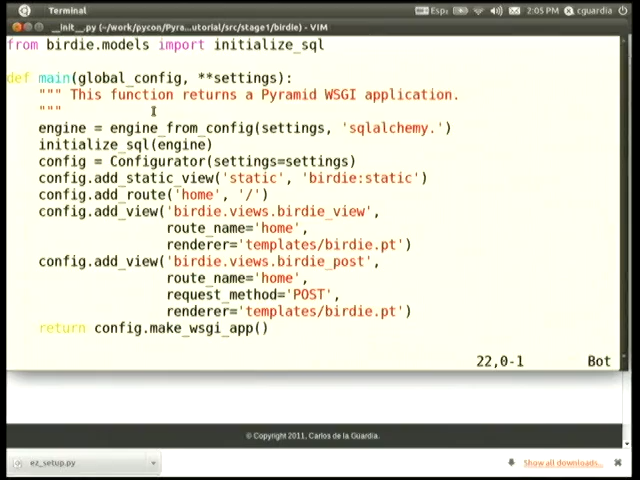 Terminal
Esp
2:05 PM
cguardia
__init__.py (~/work/pycon/Pyra...utorial/src/stage1/birdie) - VIM
from birdie.models import initialize_sql
def main(global_config, **settings):
""" This function returns a Pyramid WSGI application.
"""
engine = engine_from_config(settings, 'sqlalchemy.')
initialize_sql(engine)
config = Configurator(settings=settings)
config.add_static_view('static', 'birdie:static')
config.add_route('home', '/')
config.add_view('birdie.views.birdie_view',
route_name='home',
renderer='templates/birdie.pt')
config.add_view('birdie.views.birdie_post',
route_name='home',
request_method='POST',
renderer='templates/birdie.pt')
return config.make_wsgi_app()
22,0-1
Bot
© Copyright 2011, Carlos de la Guardia.
ez_setup.py
Show all downloads...